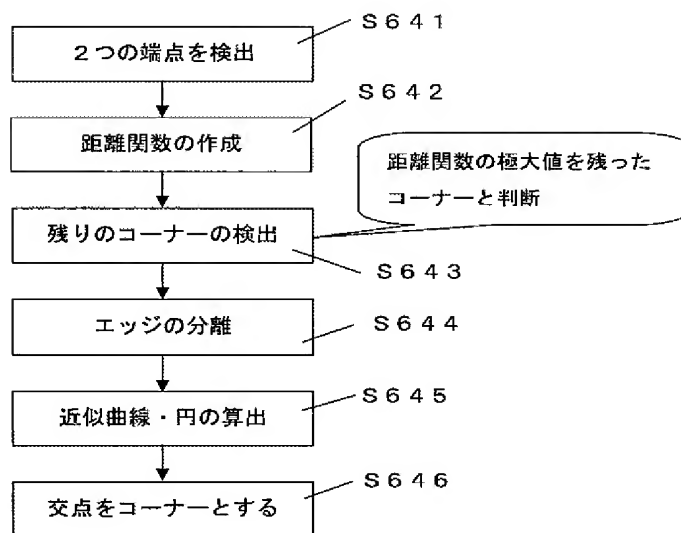 S641
2つの端点を検出
S642
距離関数の作成
距離関数の極大値を残った
コーナーと判断
残りのコーナーの検出
S643
エッジの分離
S644
近似曲線・円の算出
S645
交点をコーナーとする
S646